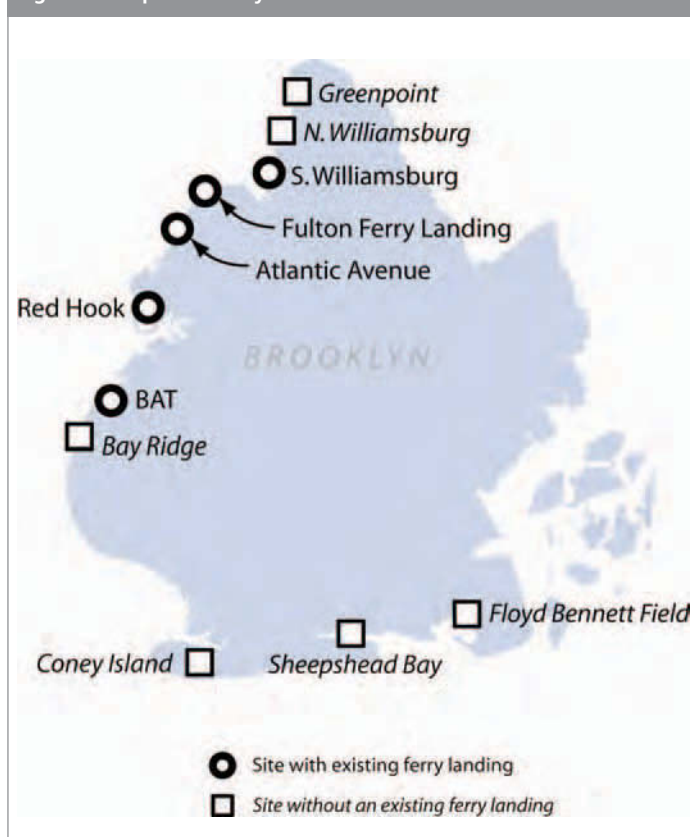 Greenpoint
N. Williamsburg
S. Williamsburg
Fulton Ferry Landing
Atlantic Avenue
Red Hook
BROOKLYN
BAT
Bay Ridge
Floyd Bennett Field
Coney Island
Sheepshead Bay
Site with existing ferry landing
Site without an existing ferry landing